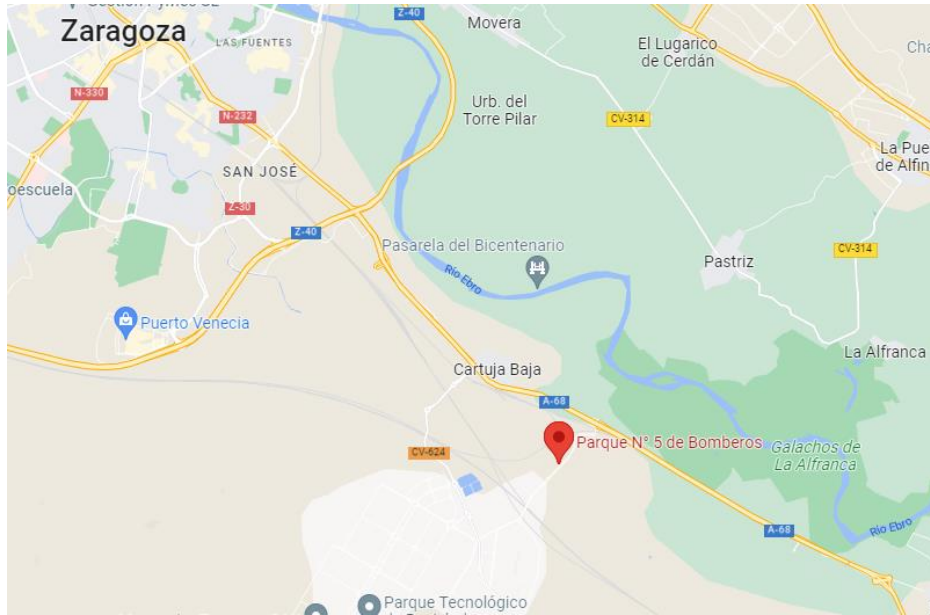 Zaragoza
LAS FUENTES
Movera
El Lugarico
de Cerdán
N-330
N-232
Urb. del
Torre Pilar
CV-314
La Pue
de Alfin
SAN JOSÉ
oescuela
Z-30
Z-40
Z-40
Pasarela del Bicentenario
Río Ebro
Pastriz
CV-314
Puerto Venecia
La Alfranca
Cartuja Baja
A-68
Parque N° 5 de Bomberos
Galachos de
La Alfranca
CV-624
A-68
Río Ebro
Parque Tecnológico